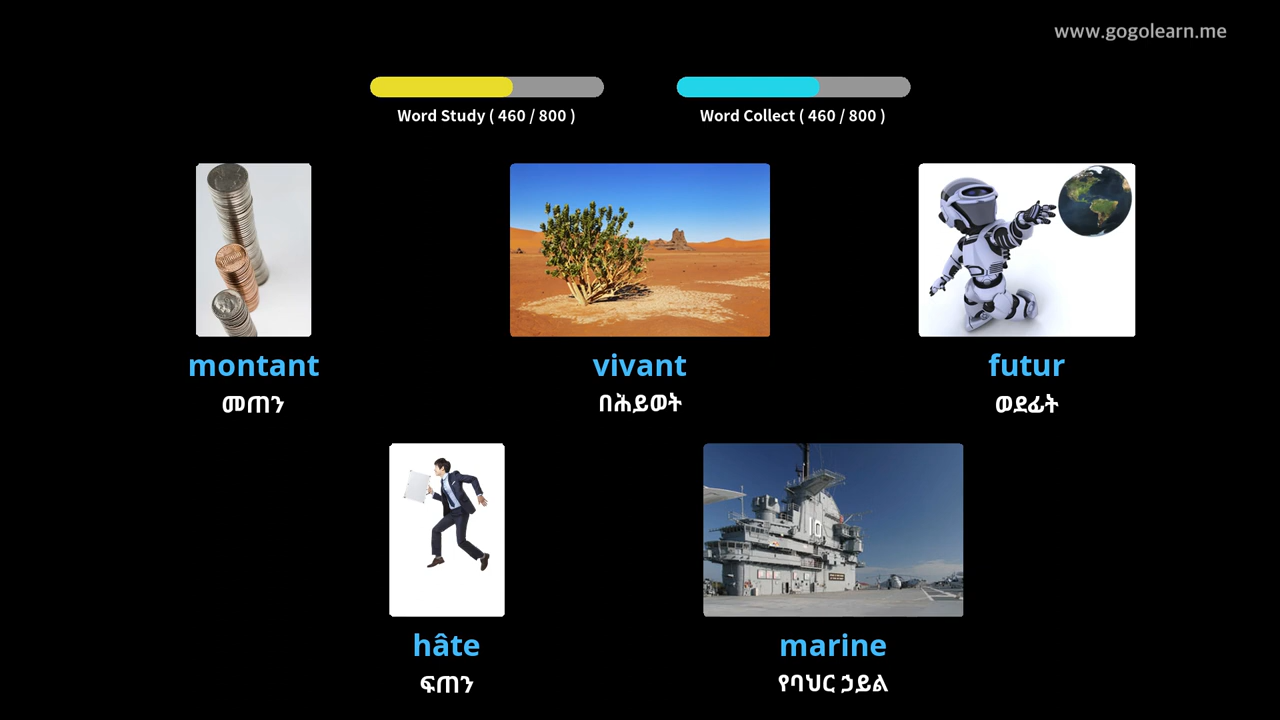 www.gogolearn.me
Word Study ( 460 / 800 )
Word Collect ( 460 / 800 )
montant
መጠን
vivant
በሕይወት
futur
ወደፊት
hâte
ፍጠን
marine
የባህር ኃይል